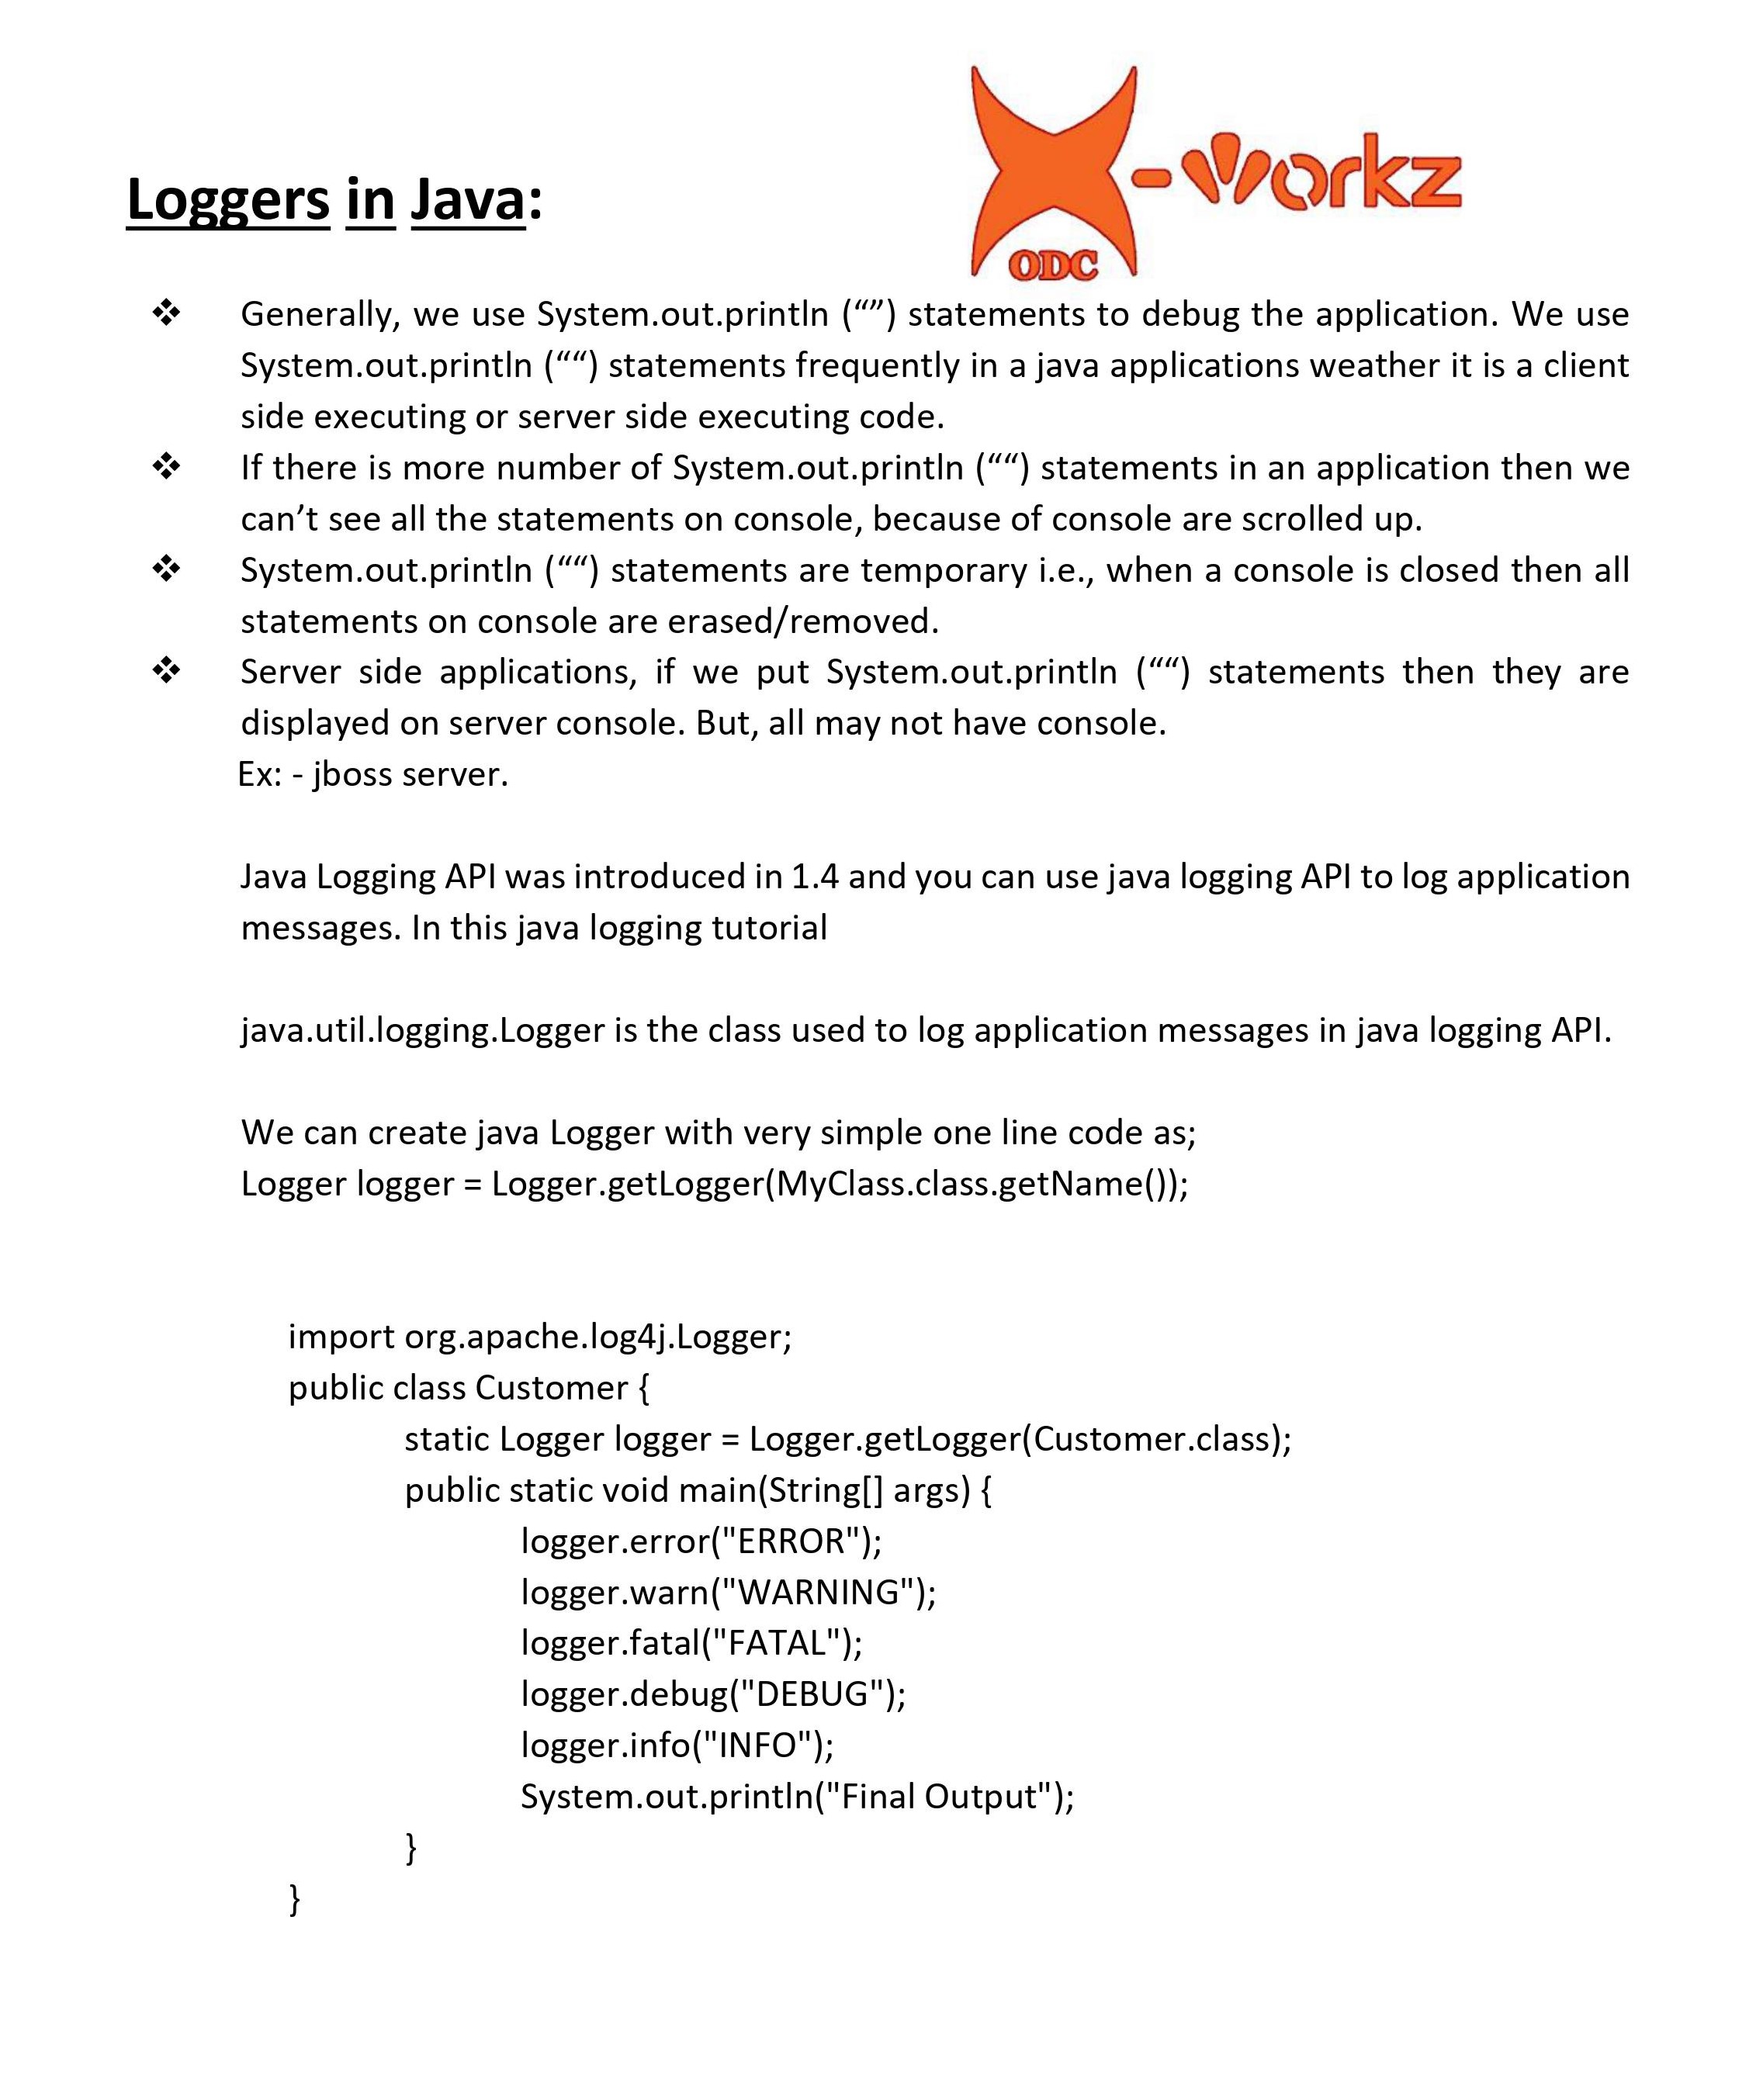 Loggers in Java:
X-Workz
ODC
❖ Generally, we use System.out.println (“”) statements to debug the application. We use
System.out.println (““) statements frequently in a java applications weather it is a client
side executing or server side executing code.
❖ If there is more number of System.out.println (““) statements in an application then we
can’t see all the statements on console, because of console are scrolled up.
❖ System.out.println (““) statements are temporary i.e., when a console is closed then all
statements on console are erased/removed.
❖ Server side applications, if we put System.out.println (““) statements then they are
displayed on server console. But, all may not have console.
Ex: - jboss server.
Java Logging API was introduced in 1.4 and you can use java logging API to log application
messages. In this java logging tutorial
java.util.logging.Logger is the class used to log application messages in java logging API.
We can create java Logger with very simple one line code as;
Logger logger = Logger.getLogger(MyClass.class.getName());
import org.apache.log4j.Logger;
public class Customer {
static Logger logger = Logger.getLogger(Customer.class);
public static void main(String[] args) {
logger.error("ERROR");
logger.warn("WARNING");
logger.fatal("FATAL");
logger.debug("DEBUG");
logger.info("INFO");
System.out.println("Final Output");
}
}